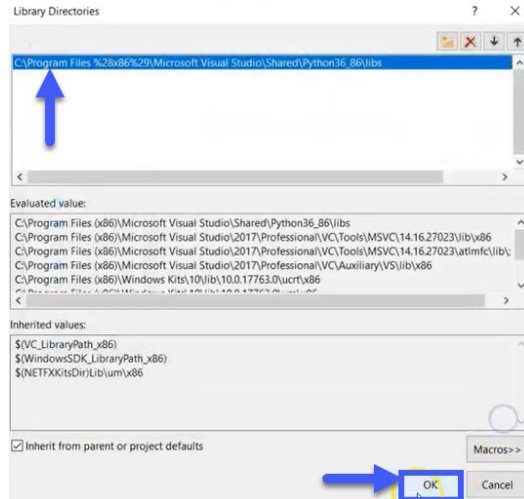 Library Directories
C:\Program Files %28x86%29\Microsoft Visual Studio\Shared\Python36_86\libs
Evaluated value:
C:\Program Files (x86)\Microsoft Visual Studio\Shared\Python36_86\libs
C:\Program Files (x86)\Microsoft Visual Studio\2017\Professional\VC\Tools\MSVC\14.16.27023\lib\x86
C:\Program Files (x86)\Microsoft Visual Studio\2017\Professional\VC\Tools\MSVC\14.16.27023\atlmfc\lib\
C:\Program Files (x86)\Microsoft Visual Studio\2017\Professional\VC\Auxiliary\VS\lib\x86
C:\Program Files (x86)\Windows Kits\10\lib\10.0.17763.0\ucrt\x86
Inherited values:
$(VC_LibraryPath_x86)
$(WindowsSDK_LibraryPath_x86)
$(NETFXKitsDir)Lib\um\x86
Inherit from parent or project defaults
Macros>>
OK Cancel